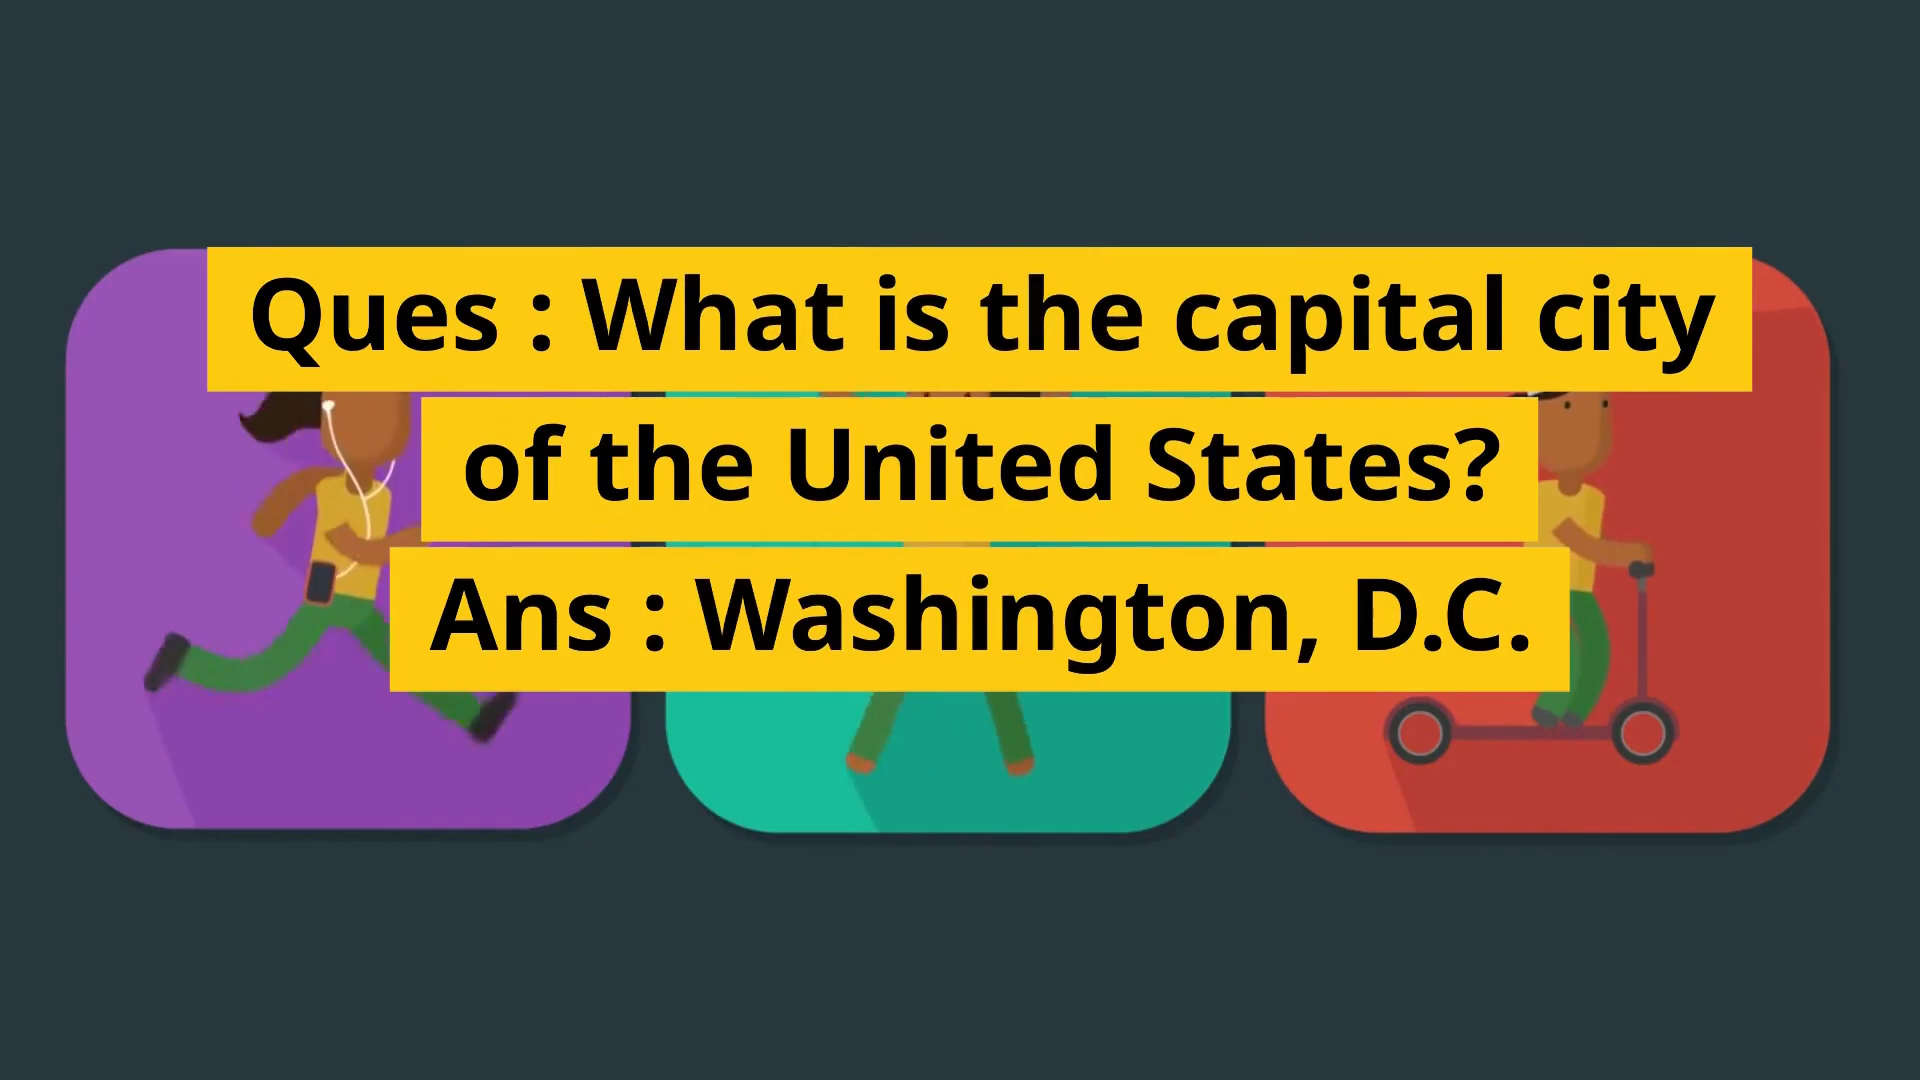 Ques : What is the capital city
of the United States?
Ans : Washington, D.C.